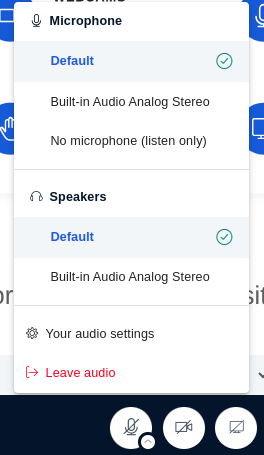 Microphone
Default
Built-in Audio Analog Stereo
No microphone (listen only)
Speakers
Default
Built-in Audio Analog Stereo
Your audio settings
Leave audio